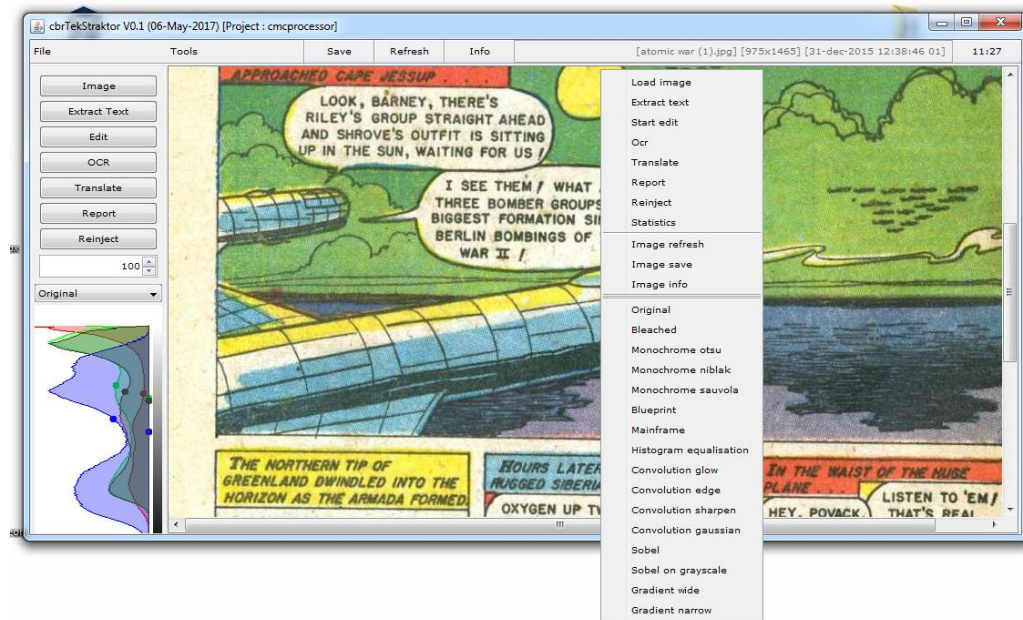 cbrTekStraktor V0.1 (06-May-2017) [Project : cmcprocessor]
File Tools Save Refresh Info [atomic war (1).jpg] [975x1465] [31-dec-2015 12:38:46 01] 11:27
Image
Extract Text
Edit
OCR
Translate
Report
Reinject
100
Original
APPROACHED CAPE JESSUP
LOOK, BARNEY, THERE'S
RILEY'S GROUP STRAIGHT AHEAD
AND SHROVE'S OUTFIT IS SITTING
UP IN THE SUN, WAITING FOR US!
I SEE THEM! WHAT
THREE BOMBER GROUPS
BIGGEST FORMATION
BERLIN BOMBINGS OF
WAR II !
THE NORTHERN TIP OF
GREENLAND DWINDLED INTO THE
HORIZON AS THE ARMADA FORMED.
HOURS LATER
RUGGED
OXYGEN UP
IN THE WAIST OF THE HUGE
PLANE ....
HEY, POVACK,
LISTEN TO 'EM!
THAT'S REAL
Load image
Extract text
Start edit
Ocr
Translate
Report
Reinject
Statistics
Image refresh
Image save
Image info
Original
Bleached
Monochrome otsu
Monochrome niblak
Monochrome sauvola
Blueprint
Mainframe
Histogram equalisation
Convolution glow
Convolution edge
Convolution sharpen
Convolution gaussian
Sobel
Sobel on grayscale
Gradient wide
Gradient narrow